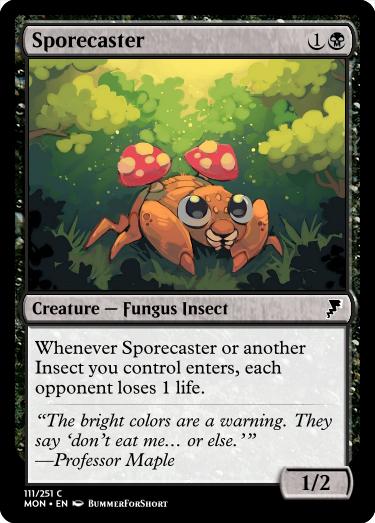 Sporecaster 1
Creature — Fungus Insect
Whenever Sporecaster or another
Insect you control enters, each
opponent loses 1 life.
“The bright colors are a warning. They
say ‘don’t eat me… or else.’”
—Professor Maple
1/2
111/251 C
MON • EN BummerForShort